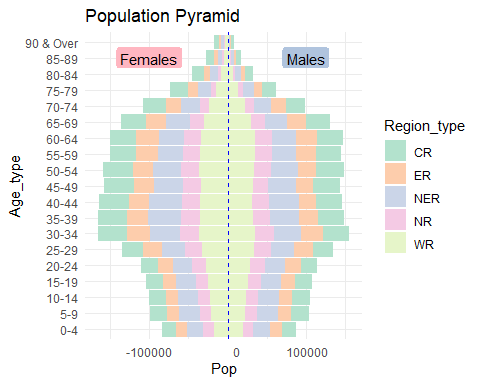 Population Pyramid
Females
Males
90 & Over
85-89
80-84
75-79
70-74
65-69
60-64
55-59
50-54
45-49
40-44
35-39
30-34
25-29
20-24
15-19
10-14
5-9
0-4
Age_type
-100000
0
100000
Pop
Region_type
CR
ER
NER
NR
WR